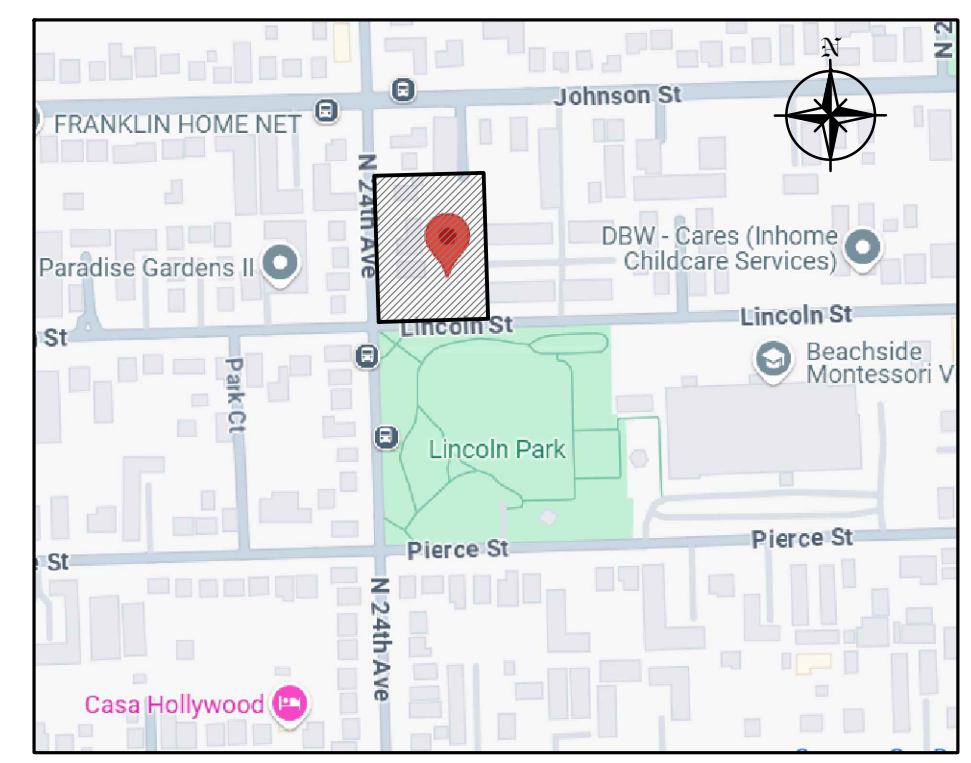 N
N 2
Johnson St
FRANKLIN HOME NET
N 24th Ave
DBW - Cares (Inhome
Childcare Services)
Paradise Gardens II
Lincoln St
Lincoln St
St
Beachside
Montessori V
Park Ct
Lincoln Park
Pierce St
Pierce St
St
N 24th Ave
Casa Hollywood